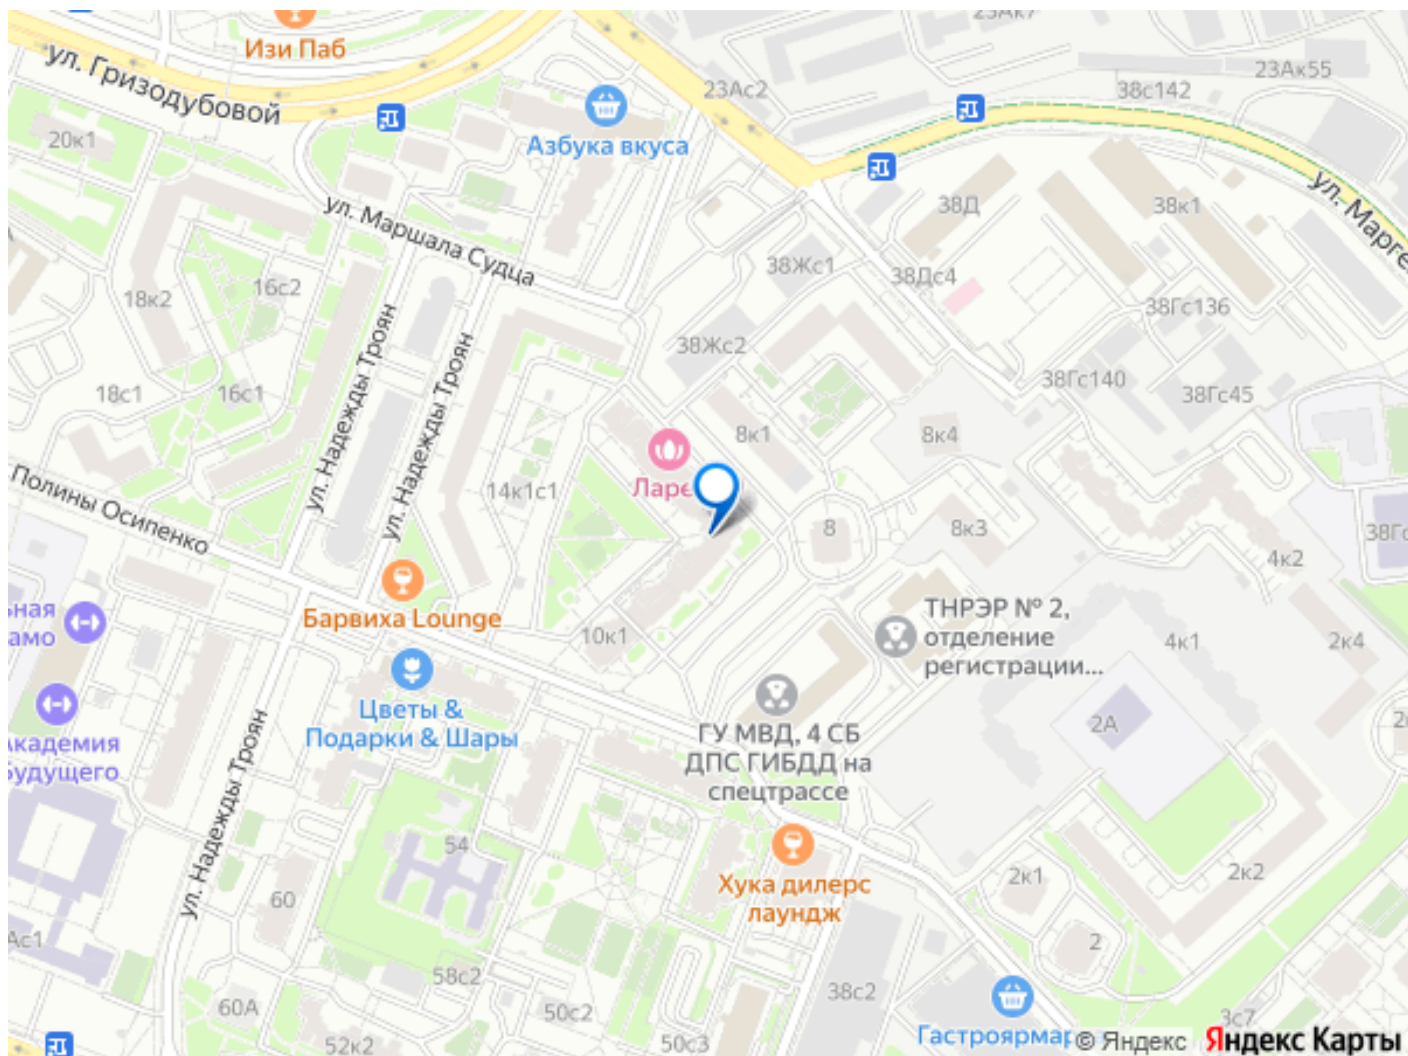 23Ак7
Изи Паб
ул. Гризодубовой
23Ак55
23Ас2
38с142
20к1
Азбука вкуса
ул. Марге
38Д
38к1
ул. Маршала Судца
38Жс1
38Дс4
16с2
18к2
38Гс136
38Жс2
38Гс140
38Гс45
18с1
16с1
ул. Надежды Троян
ул. Надежды Троян
8к1
8к4
Ларе
14к1с1
Полины Осипенко
8
8к3
38Гс
4к2
ьная
амо
Барвиха Lounge
10к1
ТНРЭР № 2,
отделение
регистрации...
4к1
2к4
Цветы &
Подарки & Шары
ГУ МВД, 4 СБ
ДПС ГИБДД на
спецтрассе
2А
Академия
будущего
ул. Надежды Троян
54
Хука дилерс
лаундж
2к1
2к2
60
2
Ас1
58с2
38с2
60А
50с2
3с7
52к2
50с3
Гастроярмар
© Яндекс
Яндекс Карты